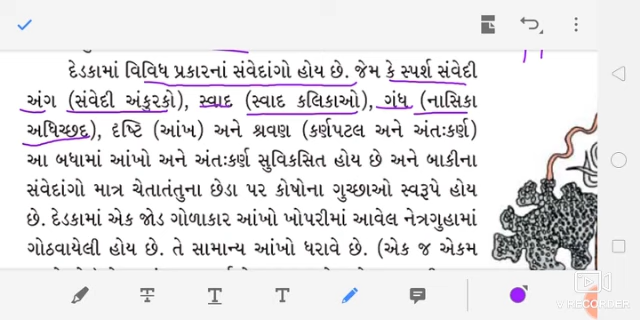 દેડકામાં વિવિધ પ્રકારનાં સંવેદાંગો હોય છે. જેમ કે સ્પર્શ સંવેદી
અંગ (સંવેદી અંકુરકો), સ્વાદ (સ્વાદ કલિકાઓ), ગંધ (નાસિકા
અધિચ્છદ), દૃષ્ટિ (આંખ) અને શ્રવણ (કર્ણપટલ અને અંતઃકર્ણ)
આ બધામાં આંખો અને અંતઃકર્ણ સુવિકસિત હોય છે અને બાકીના
સંવેદાંગો માત્ર ચેતાતંતુના છેડા પર કોષોના ગુચ્છાઓ સ્વરૂપે હોય
છે. દેડકામાં એક જોડ ગોળાકાર આંખો ખોપરીમાં આવેલ નેત્રગુહામાં
ગોઠવાયેલી હોય છે. તે સામાન્ય આંખો ધરાવે છે. (એક જ એકમ
T T T
VRECORDER